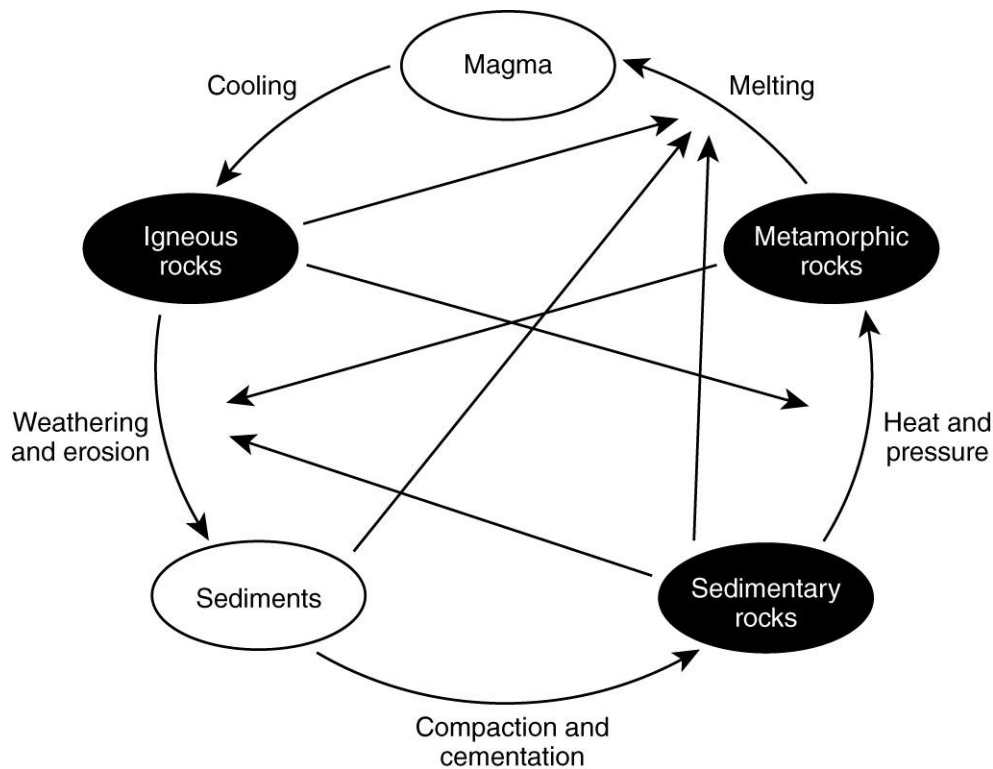 Magma
Cooling
Melting
Igneous
rocks
Metamorphic
rocks
Weathering
and erosion
Heat and
pressure
Sediments
Sedimentary
rocks
Compaction and
cementation